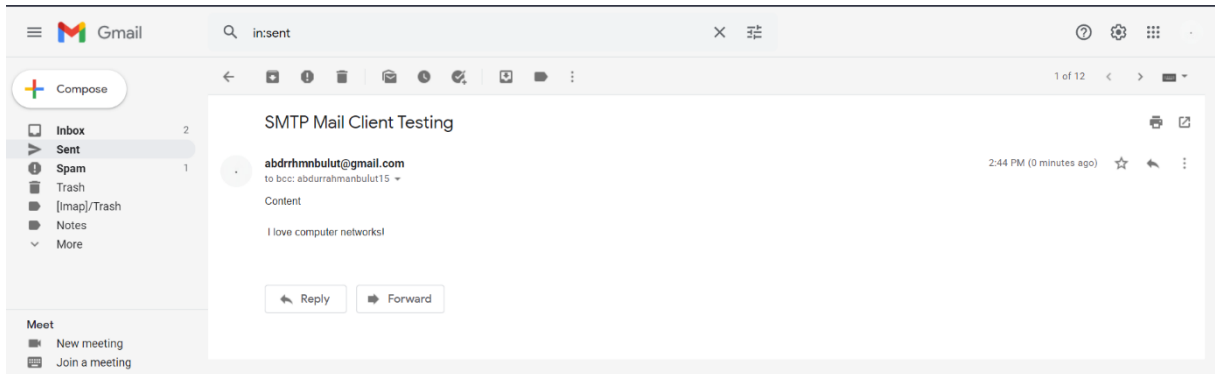 Gmail
in:sent
Compose
1 of 12
Inbox 2
Sent
Spam 1
Trash
[Imap]/Trash
Notes
More
SMTP Mail Client Testing
abdrrhmnbulut@gmail.com
2:44 PM (0 minutes ago)
to bcc: abdurrahmanbulut15
Content
I love computer networks!
Reply
Forward
Meet
New meeting
Join a meeting